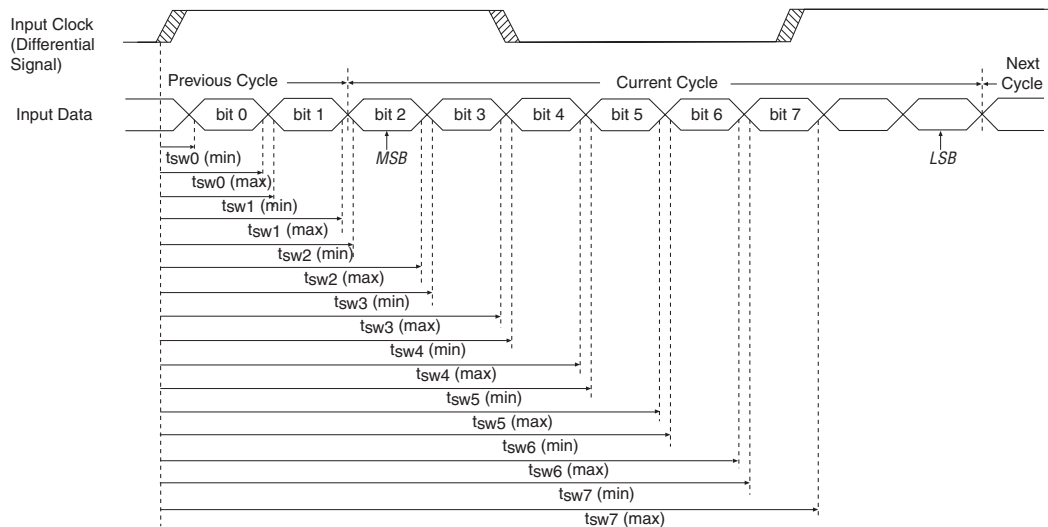 Input Clock
(Differential
Signal)
Previous Cycle
Current Cycle
Next
Cycle
Input Data
bit 0
bit 1
bit 2
bit 3
bit 4
bit 5
bit 6
bit 7
MSB
LSB
tsw0 (min)
tsw0 (max)
tsw1 (min)
tsw1 (max)
tsw2 (min)
tsw2 (max)
tsw3 (min)
tsw3 (max)
tsw4 (min)
tsw4 (max)
tsw5 (min)
tsw5 (max)
tsw6 (min)
tsw6 (max)
tsw7 (min)
tsw7 (max)